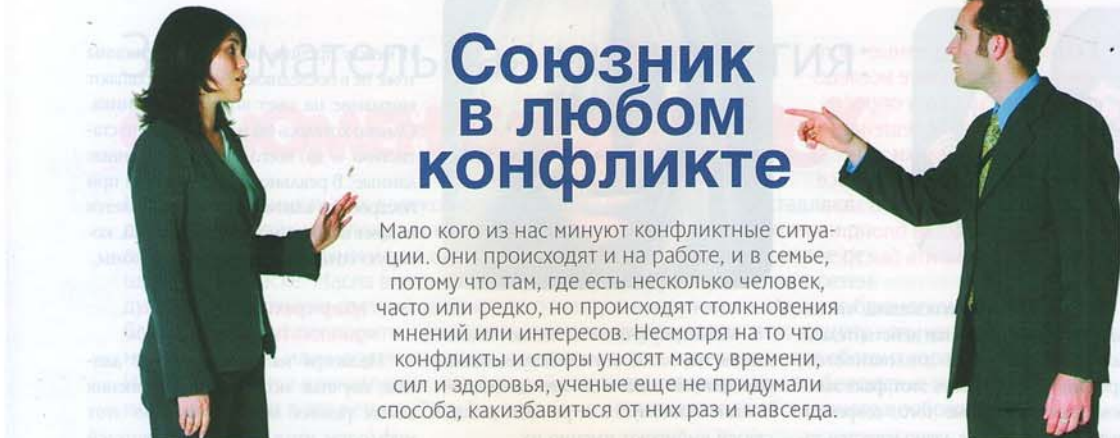 Союзник
в любом
конфликте
Мало кого из нас минуют конфликтные ситуа-
ции. Они происходят и на работе, и в семье,
потому что там, где есть несколько человек,
часто или редко, но происходят столкновения
мнений или интересов. Несмотря на то что
конфликты и споры уносят массу времени,
сил и здоровья, ученые еще не придумали
способа, какизбавиться от них раз и навсегда.